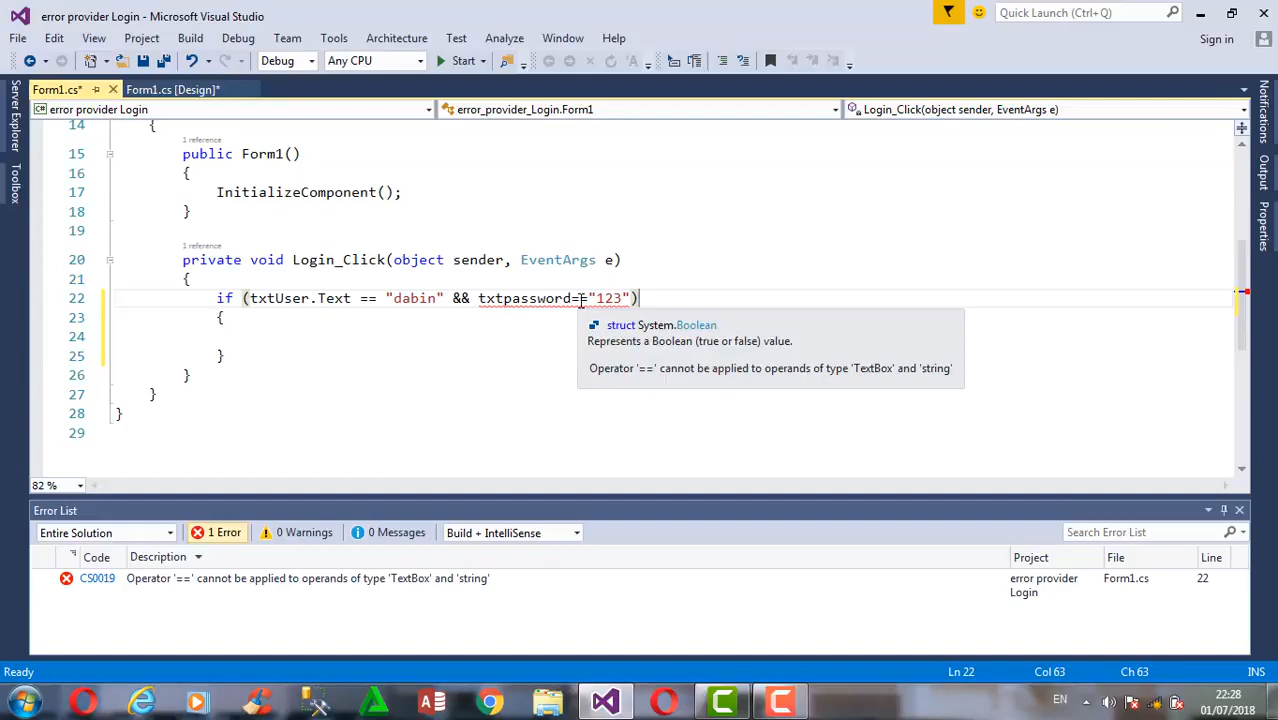 error provider Login - Microsoft Visual Studio
Quick Launch (Ctrl+Q)
File Edit View Project Build Debug Team Tools Architecture Test Analyze Window Help
Sign in
Debug Any CPU Start
Form1.cs* Form1.cs [Design]*
error provider Login error_provider_Login.Form1 Login_Click(object sender, EventArgs e)
Server Explorer
Toolbox
Notifications
Output
Properties
14 {
1 reference
15 public Form1()
16 {
17 InitializeComponent();
18 }
19
1 reference
20 private void Login_Click(object sender, EventArgs e)
21 {
22 if (txtUser.Text == "dabin" && txtpassword=="123")
23 {
24
25 }
26 }
27 }
28 }
29
struct System.Boolean
Represents a Boolean (true or false) value.
Operator '==' cannot be applied to operands of type 'TextBox' and 'string'
82 %
Error List
Entire Solution 1 Error 0 Warnings 0 Messages Build + IntelliSense Search Error List
Code Description Project File Line
CS0019 Operator '==' cannot be applied to operands of type 'TextBox' and 'string' error provider Form1.cs 22
Login
Ready Ln 22 Col 63 Ch 63 INS
EN 22:28
01/07/2018